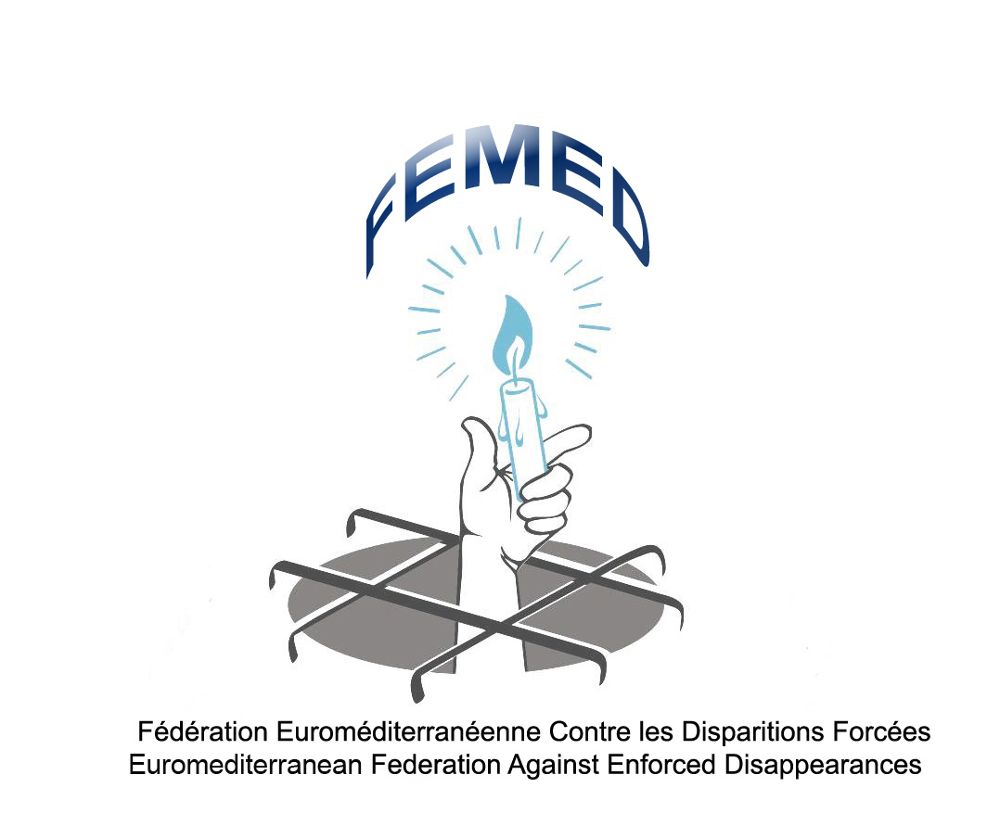 FEMED
Fédération Euroméditerranéenne Contre les Disparitions Forcées
Euromediterranean Federation Against Enforced Disappearances